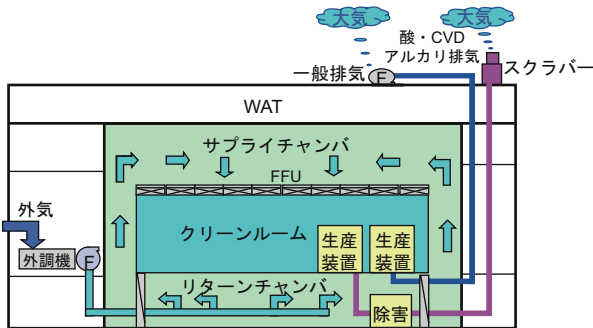 大気
大気
酸・CVD
アルカリ排気
スクラバー
一般排気
F
WAT
サプライチャンバ
FFU
外気
クリーンルーム
生産
装置
生産
装置
外調機
F
リターンチャンバ
除害